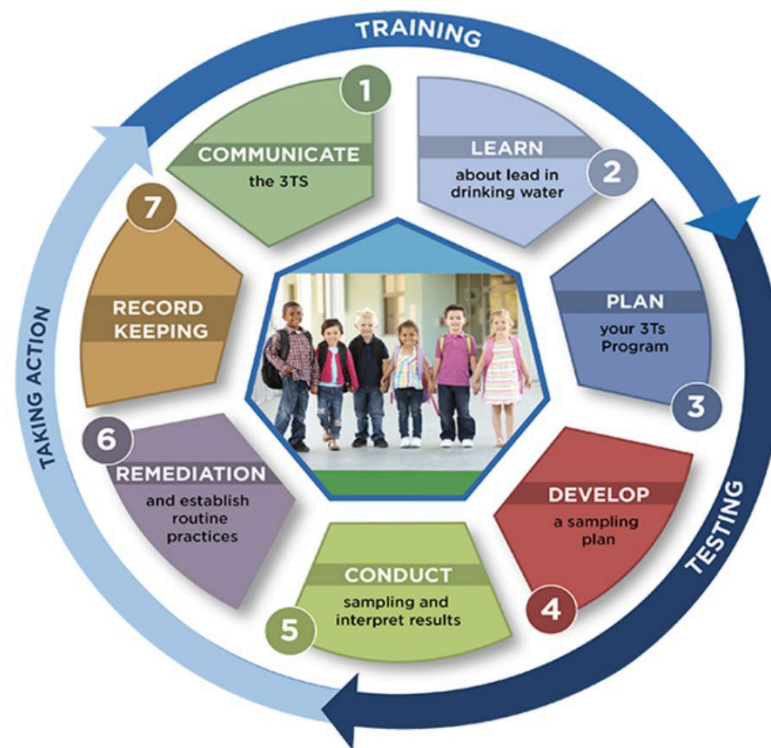 TRAINING
1
COMMUNICATE
the 3TS
2
LEARN
about lead in
drinking water
3
PLAN
your 3Ts
Program
TESTING
4
DEVELOP
a sampling
plan
5
CONDUCT
sampling and
interpret results
TAKING ACTION
6
REMEDIATION
and establish
routine
practices
7
RECORD
KEEPING